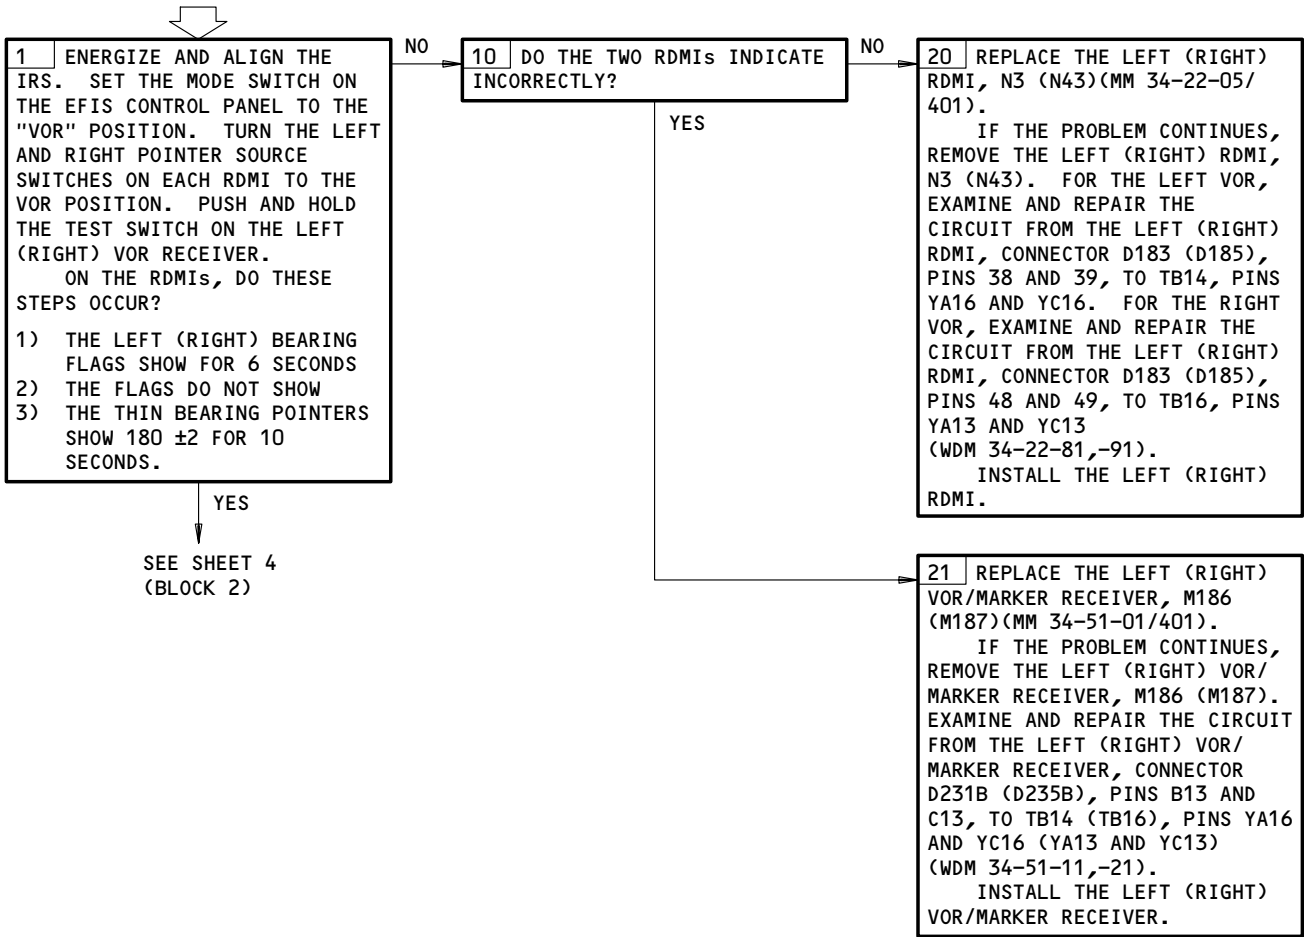 1 ENERGIZE AND ALIGN THE
IRS. SET THE MODE SWITCH ON
THE EFIS CONTROL PANEL TO THE
"VOR" POSITION. TURN THE LEFT
AND RIGHT POINTER SOURCE
SWITCHES ON EACH RDMI TO THE
VOR POSITION. PUSH AND HOLD
THE TEST SWITCH ON THE LEFT
(RIGHT) VOR RECEIVER.
ON THE RDMIs, DO THESE
STEPS OCCUR?
1) THE LEFT (RIGHT) BEARING
FLAGS SHOW FOR 6 SECONDS
2) THE FLAGS DO NOT SHOW
3) THE THIN BEARING POINTERS
SHOW 180 ±2 FOR 10
SECONDS.
YES
SEE SHEET 4
(BLOCK 2)
NO
10 DO THE TWO RDMIs INDICATE
INCORRECTLY?
YES
NO
20 REPLACE THE LEFT (RIGHT)
RDMI, N3 (N43)(MM 34-22-05/
401).
IF THE PROBLEM CONTINUES,
REMOVE THE LEFT (RIGHT) RDMI,
N3 (N43). FOR THE LEFT VOR,
EXAMINE AND REPAIR THE
CIRCUIT FROM THE LEFT (RIGHT)
RDMI, CONNECTOR D183 (D185),
PINS 38 AND 39, TO TB14, PINS
YA16 AND YC16. FOR THE RIGHT
VOR, EXAMINE AND REPAIR THE
CIRCUIT FROM THE LEFT (RIGHT)
RDMI, CONNECTOR D183 (D185),
PINS 48 AND 49, TO TB16, PINS
YA13 AND YC13
(WDM 34-22-81,-91).
INSTALL THE LEFT (RIGHT)
RDMI.
21 REPLACE THE LEFT (RIGHT)
VOR/MARKER RECEIVER, M186
(M187)(MM 34-51-01/401).
IF THE PROBLEM CONTINUES,
REMOVE THE LEFT (RIGHT) VOR/
MARKER RECEIVER, M186 (M187).
EXAMINE AND REPAIR THE CIRCUIT
FROM THE LEFT (RIGHT) VOR/
MARKER RECEIVER, CONNECTOR
D231B (D235B), PINS B13 AND
C13, TO TB14 (TB16), PINS YA16
AND YC16 (YA13 AND YC13)
(WDM 34-51-11,-21).
INSTALL THE LEFT (RIGHT)
VOR/MARKER RECEIVER.